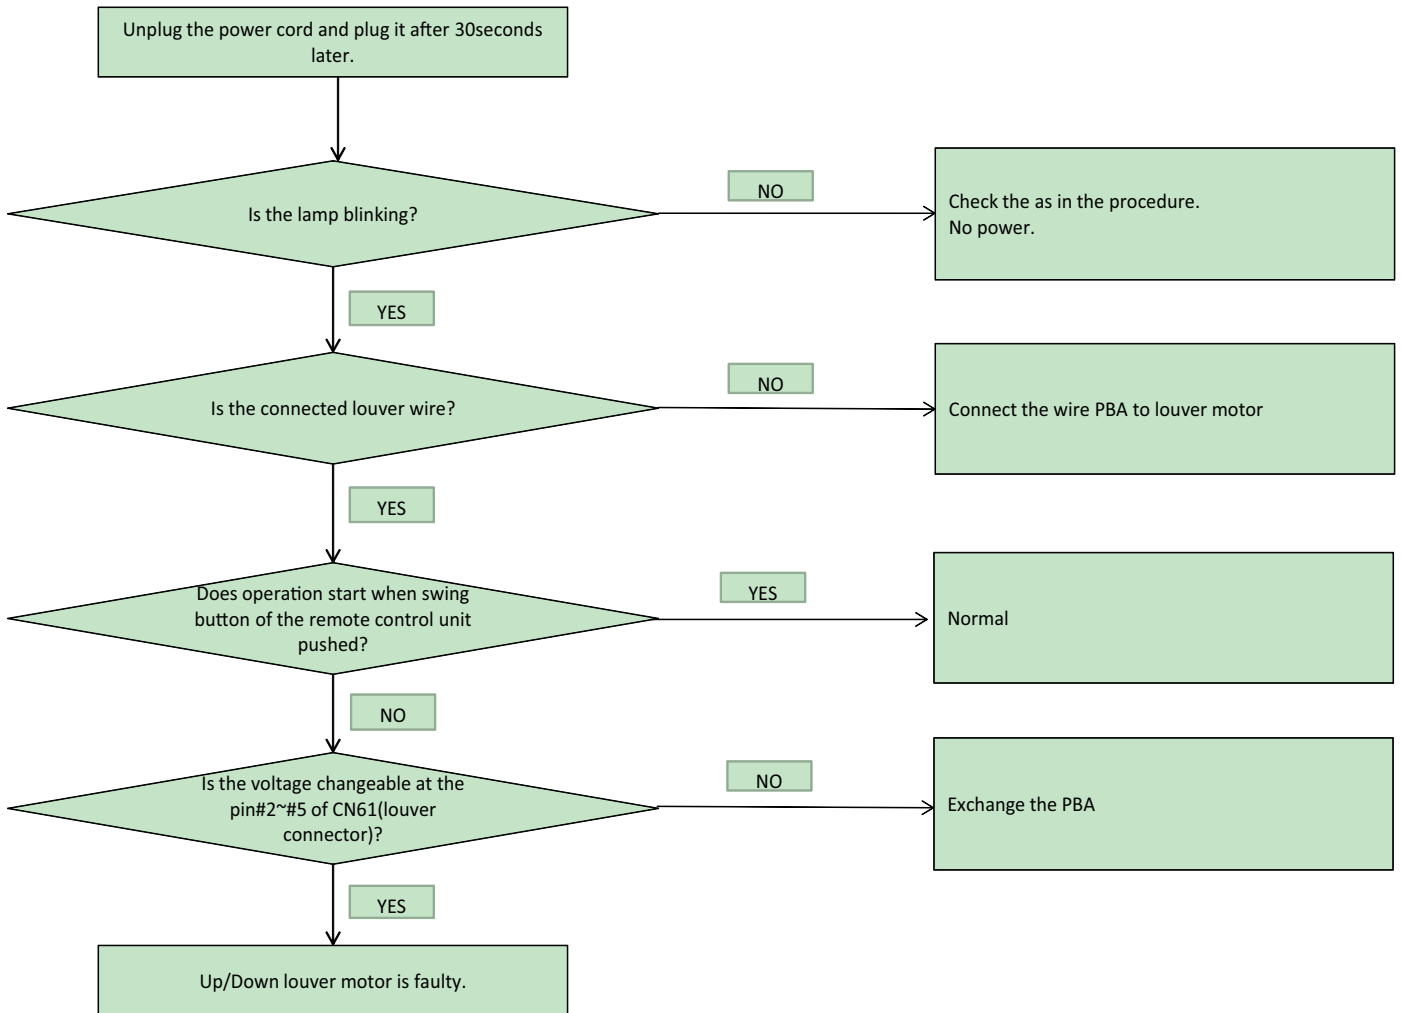 Unplug the power cord and plug it after 30seconds
later.
Is the lamp blinking?
NO
Check the as in the procedure.
No power.
YES
Is the connected louver wire?
NO
Connect the wire PBA to louver motor
YES
Does operation start when swing
button of the remote control unit
pushed?
YES
Normal
NO
Is the voltage changeable at the
pin#2~#5 of CN61(louver
connector)?
NO
Exchange the PBA
YES
Up/Down louver motor is faulty.